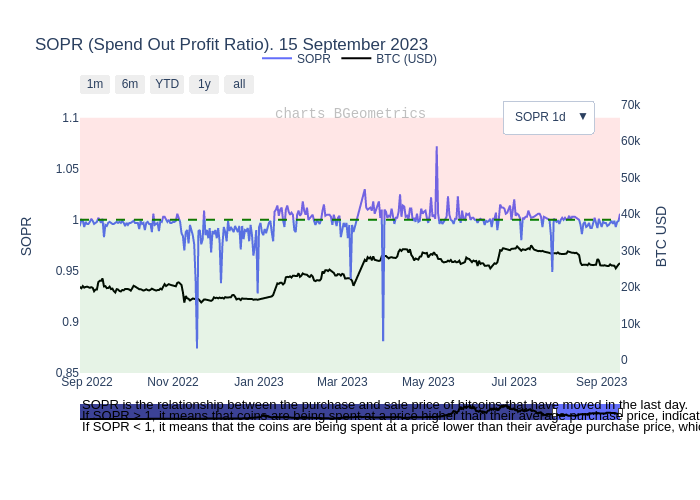 SOPR (Spend Out Profit Ratio). 15 September 2023
SOPR BTC (USD)
1m 6m YTD 1y all
charts BGeometrics
SOPR 1d ▼
70k
1.1
60k
1.05
50k
1
40k
SOPR
BTC USD
30k
0.95
20k
0.9
10k
0.85
0
Sep 2022 Nov 2022 Jan 2023 Mar 2023 May 2023 Jul 2023 Sep 2023
SOPR is the relationship between the purchase and sale price of bitcoins that have moved in the last day.
If SOPR > 1, it means that coins are being spent at a price higher than their average purchase price, indicat
If SOPR < 1, it means that the coins are being spent at a price lower than their average purchase price, whic